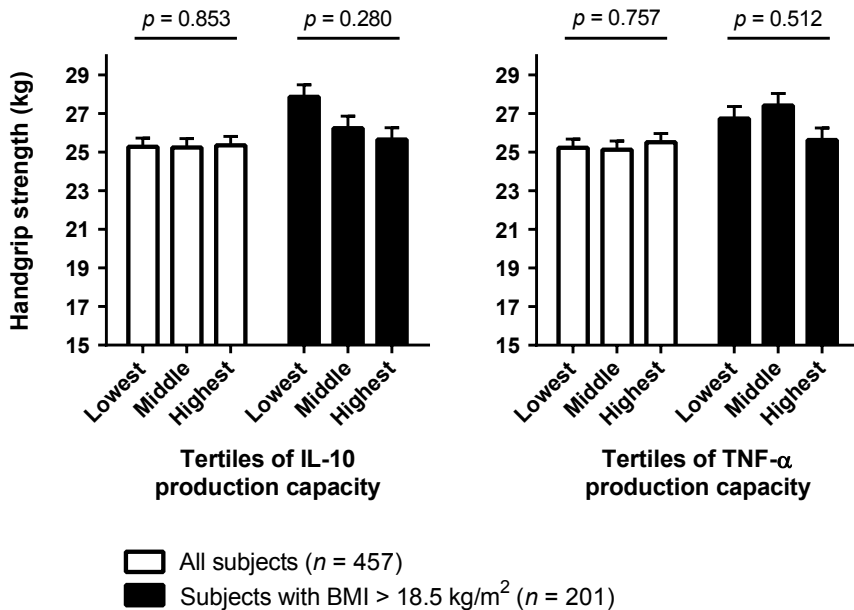 p = 0.853
p = 0.280
p = 0.757
p = 0.512
Handgrip strength (kg)
29
27
25
23
21
19
17
15
29
27
25
23
21
19
17
15
Lowest
Middle
Highest
Lowest
Middle
Highest
Lowest
Middle
Highest
Lowest
Middle
Highest
Tertiles of IL-10
production capacity
Tertiles of TNF-α
production capacity
All subjects (n = 457)
Subjects with BMI > 18.5 kg/m² (n = 201)